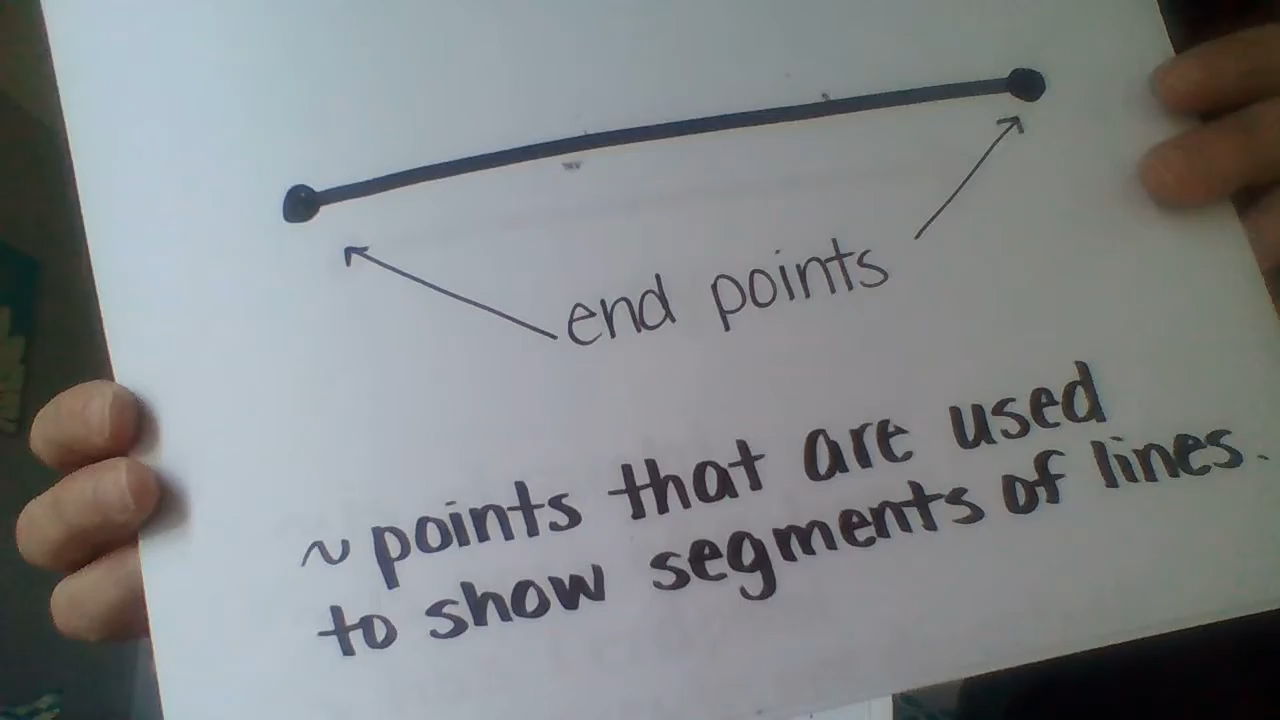 end points
~ points that are used
to show segments of lines.